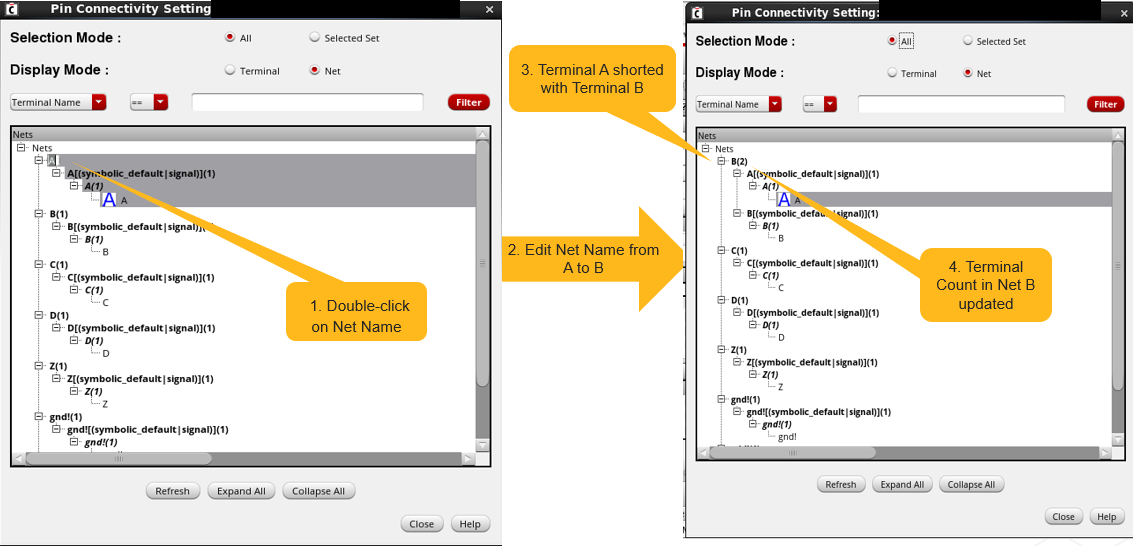 Pin Connectivity Setting
Selection Mode :
All
Selected Set
Display Mode :
Terminal
Net
Terminal Name
==
Filter
Nets
Nets
A
A[(symbolic_default|signal)](1)
A(1)
A A
B(1)
B[(symbolic_default|signal)](1)
B(1)
B
C(1)
C[(symbolic_default|signal)](1)
C(1)
C
D(1)
D[(symbolic_default|signal)](1)
D(1)
D
Z(1)
Z[(symbolic_default|signal)](1)
Z(1)
Z
gnd!(1)
gnd![(symbolic_default|signal)](1)
gnd!(1)
Refresh
Expand All
Collapse All
Close
Help
1. Double-click
on Net Name
2. Edit Net Name from
A to B
3. Terminal A shorted
with Terminal B
Pin Connectivity Setting:
Selection Mode :
All
Selected Set
Display Mode :
Terminal
Net
Terminal Name
==
Filter
Nets
Nets
B(2)
A[(symbolic_default|signal)](1)
A(1)
A A
B[(symbolic_default|signal)](1)
B(1)
B
C(1)
C[(symbolic_default|signal)](1)
C(1)
C
D(1)
D[(symbolic_default|signal)](1)
D(1)
D
Z(1)
Z[(symbolic_default|signal)](1)
Z(1)
Z
gnd!(1)
gnd![(symbolic_default|signal)](1)
gnd!(1)
gnd!
4. Terminal
Count in Net B
updated
Refresh
Expand All
Collapse All
Close
Help